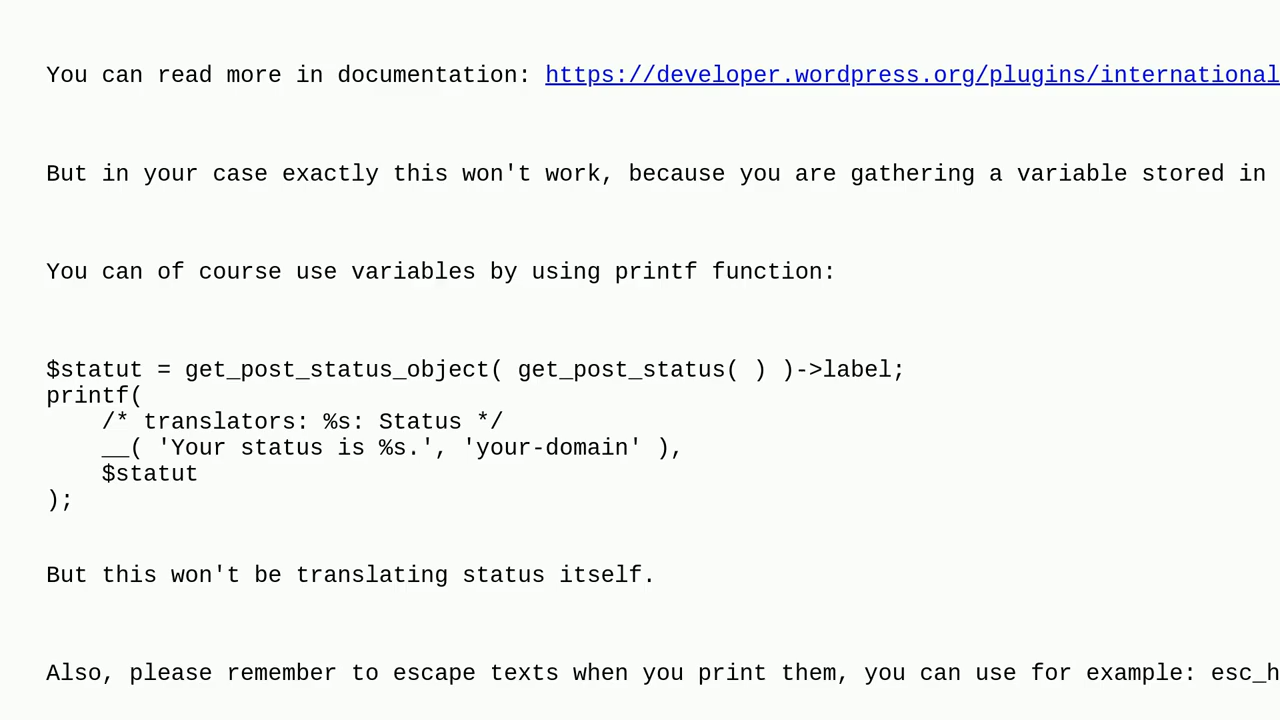 You can read more in documentation: https://developer.wordpress.org/plugins/international
But in your case exactly this won't work, because you are gathering a variable stored in
You can of course use variables by using printf function:
$statut = get_post_status_object( get_post_status( ) )->label;
printf(
    /* translators: %s: Status */
    __( 'Your status is %s.', 'your-domain' ),
    $statut
);
But this won't be translating status itself.
Also, please remember to escape texts when you print them, you can use for example: esc_h